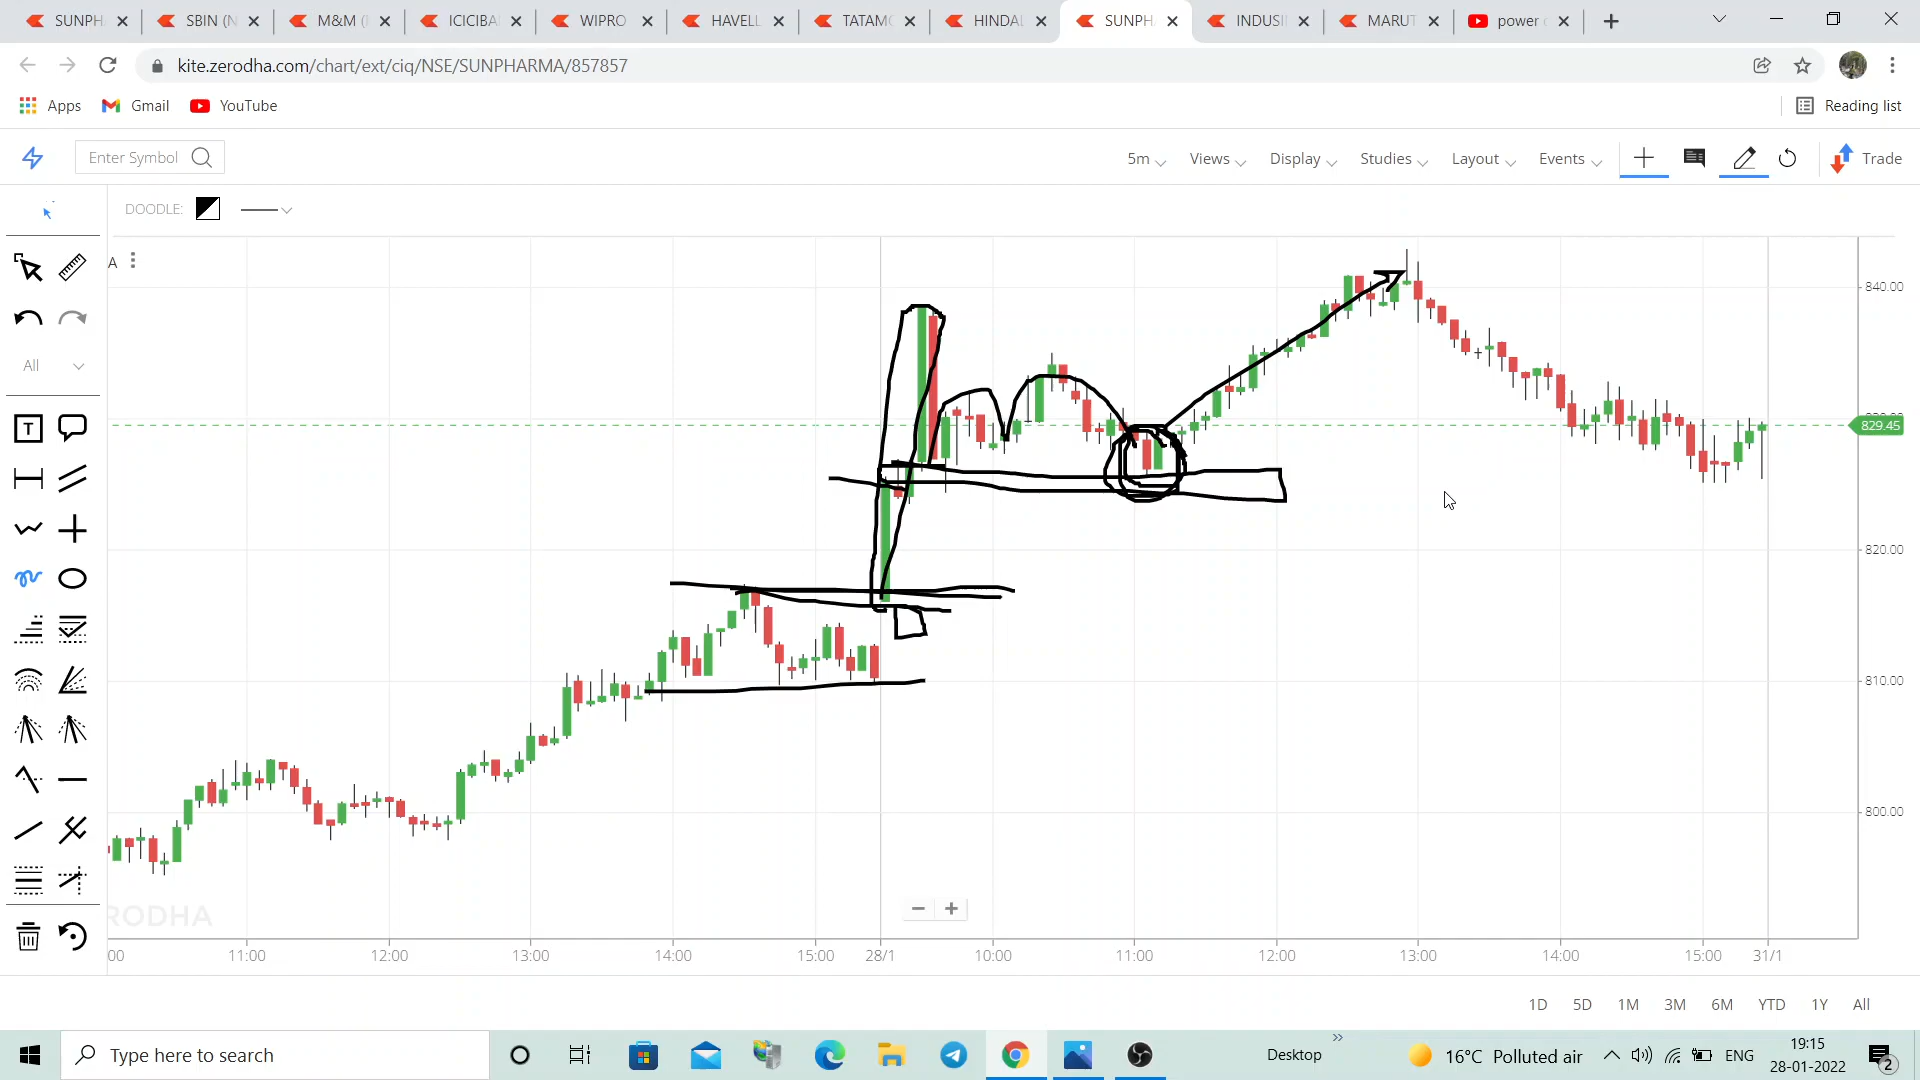 SUNPH
SBIN (N
M&M (
ICICIBA
WIPRO
HAVELL
TATAMO
HINDAL
SUNPH
INDUSI
MARUT
power
kite.zerodha.com/chart/ext/ciq/NSE/SUNPHARMA/857857
Apps
Gmail
YouTube
Reading list
Enter Symbol
5m
Views
Display
Studies
Layout
Events
Trade
DOODLE:
A
All
T
840.00
829.45
820.00
810.00
800.00
RODHA
00
11:00
12:00
13:00
14:00
15:00
28/1
10:00
11:00
12:00
13:00
14:00
15:00
31/1
1D
5D
1M
3M
6M
YTD
1Y
All
Type here to search
Desktop
16°C Polluted air
ENG
19:15
28-01-2022
2